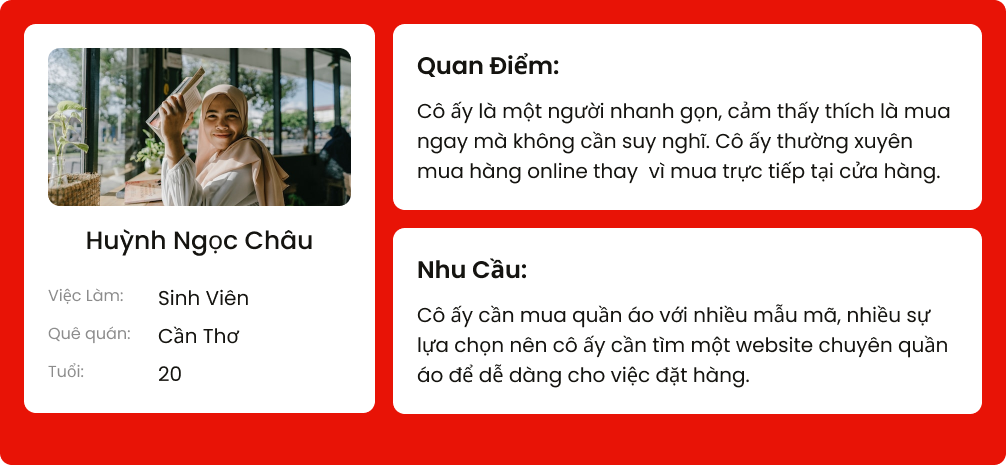 Huỳnh Ngọc Châu
Việc Làm: Sinh Viên
Quê quán: Cần Thơ
Tuổi: 20
Quan Điểm:
Cô ấy là một người nhanh gọn, cảm thấy thích là mua
ngay mà không cần suy nghĩ. Cô ấy thường xuyên
mua hàng online thay  vì mua trực tiếp tại cửa hàng.
Nhu Cầu:
Cô ấy cần mua quần áo với nhiều mẫu mã, nhiều sự
lựa chọn nên cô ấy cần tìm một website chuyên quần
áo để dễ dàng cho việc đặt hàng.